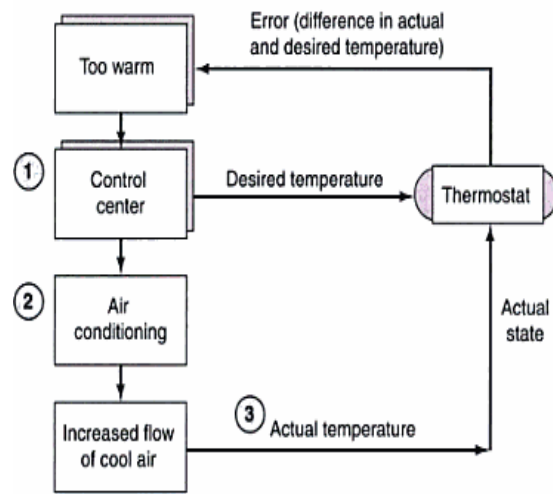 Error (difference in actual
and desired temperature)
Too warm
1
Control
center
Desired temperature
Thermostat
2
Air
conditioning
Actual
state
3
Actual temperature
Increased flow
of cool air